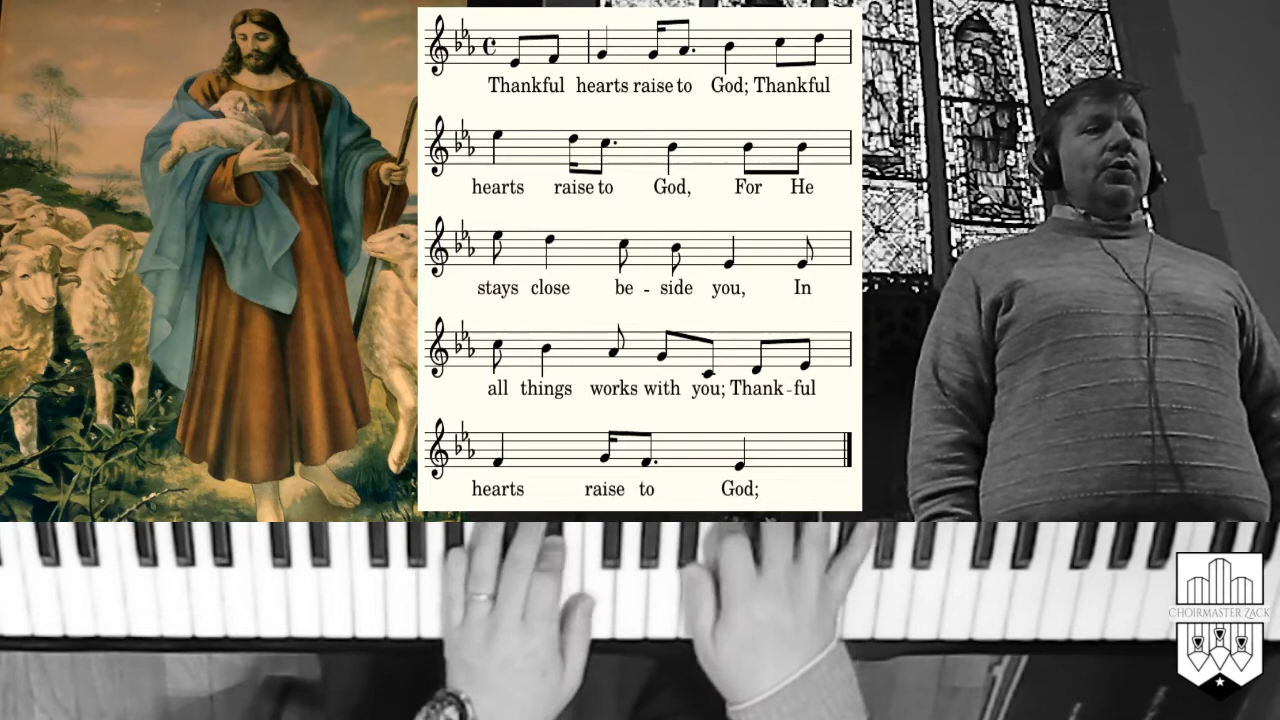 Thankful hearts raise to God; Thankful
hearts raise to God, For He
stays close be - side you, In
all things works with you; Thank - ful
hearts raise to God;
CHOIRMASTER ZACK